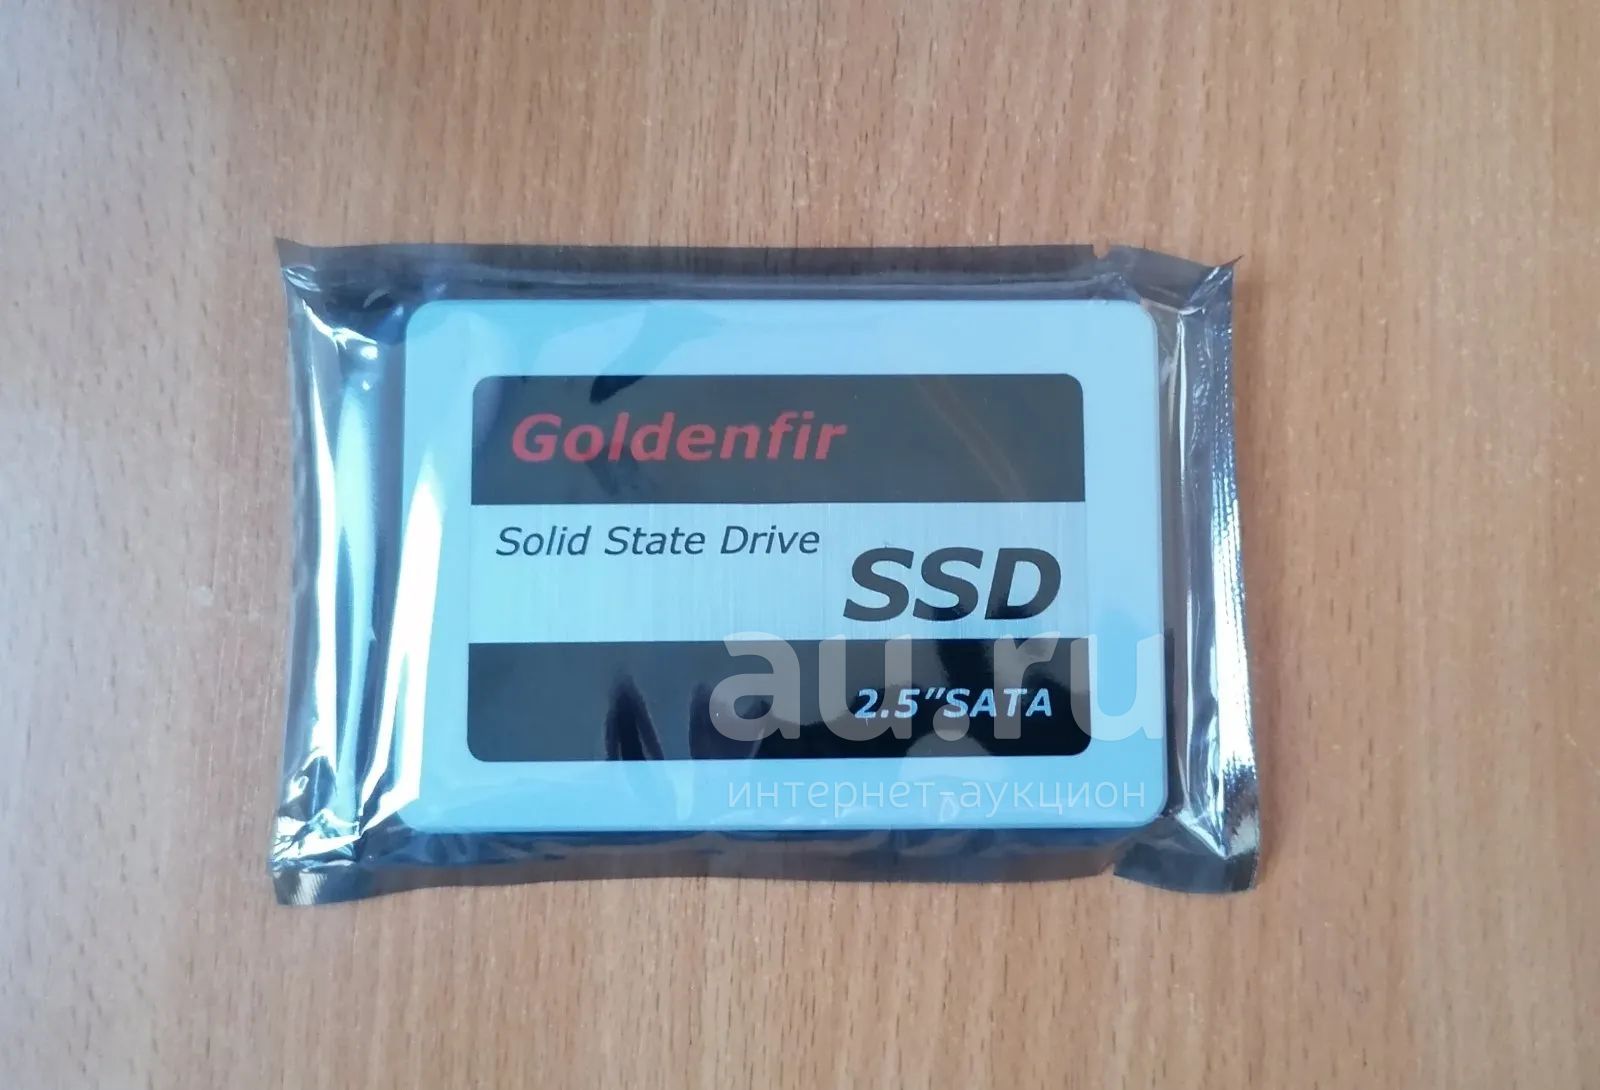 Goldenfir
Solid State Drive
SSD
2.5"SATA
au.ru
интернет-аукцион